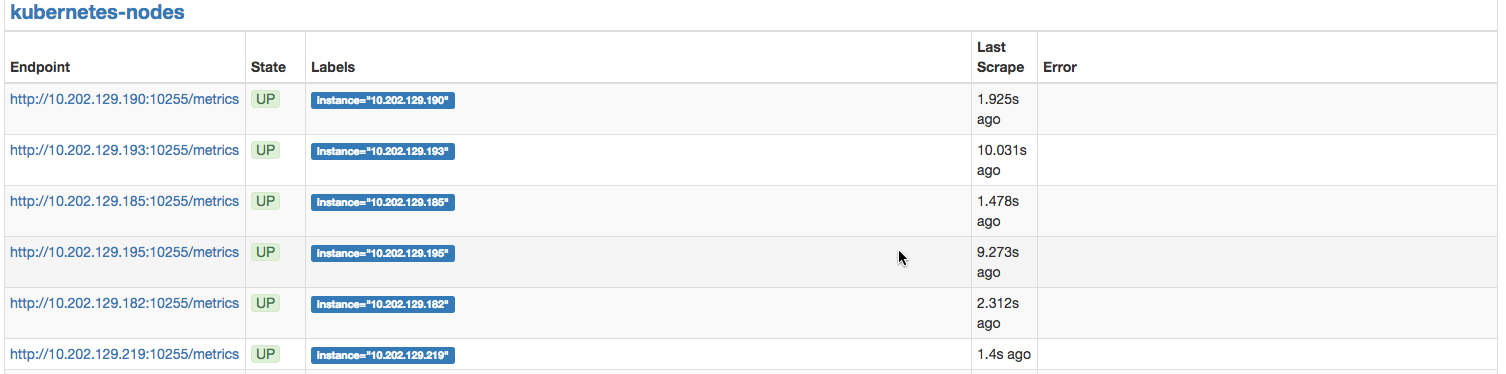 kubernetes-nodes
Endpoint State Labels Last Scrape Error
http://10.202.129.190:10255/metrics UP instance="10.202.129.190" 1.925s ago
http://10.202.129.193:10255/metrics UP instance="10.202.129.193" 10.031s ago
http://10.202.129.185:10255/metrics UP instance="10.202.129.185" 1.478s ago
http://10.202.129.195:10255/metrics UP instance="10.202.129.195" 9.273s ago
http://10.202.129.182:10255/metrics UP instance="10.202.129.182" 2.312s ago
http://10.202.129.219:10255/metrics UP instance="10.202.129.219" 1.4s ago